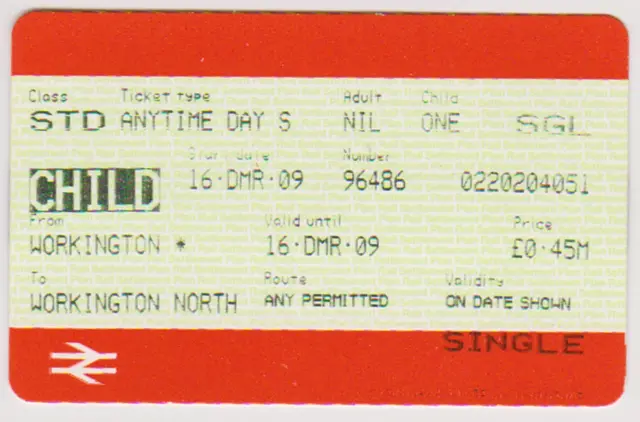 Class Ticket type Adult Child
STD ANYTIME DAY S NIL ONE SGL
Start date Number
CHILD 16·DMR·09 96486 0220204051
From Valid until Price
WORKINGTON * 16·DMR·09 £0·45M
To Route Validity
WORKINGTON NORTH ANY PERMITTED ON DATE SHOWN
SINGLE